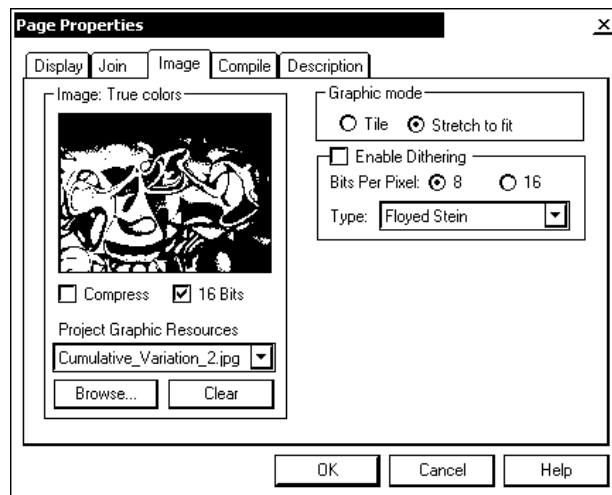 Page Properties
Display Join Image Compile Description
Image: True colors
Compress 16 Bits
Project Graphic Resources
Cumulative_Variation_2.jpg
Browse... Clear
Graphic mode
Tile Stretch to fit
Enable Dithering
Bits Per Pixel: 8 16
Type: Floyed Stein
OK Cancel Help